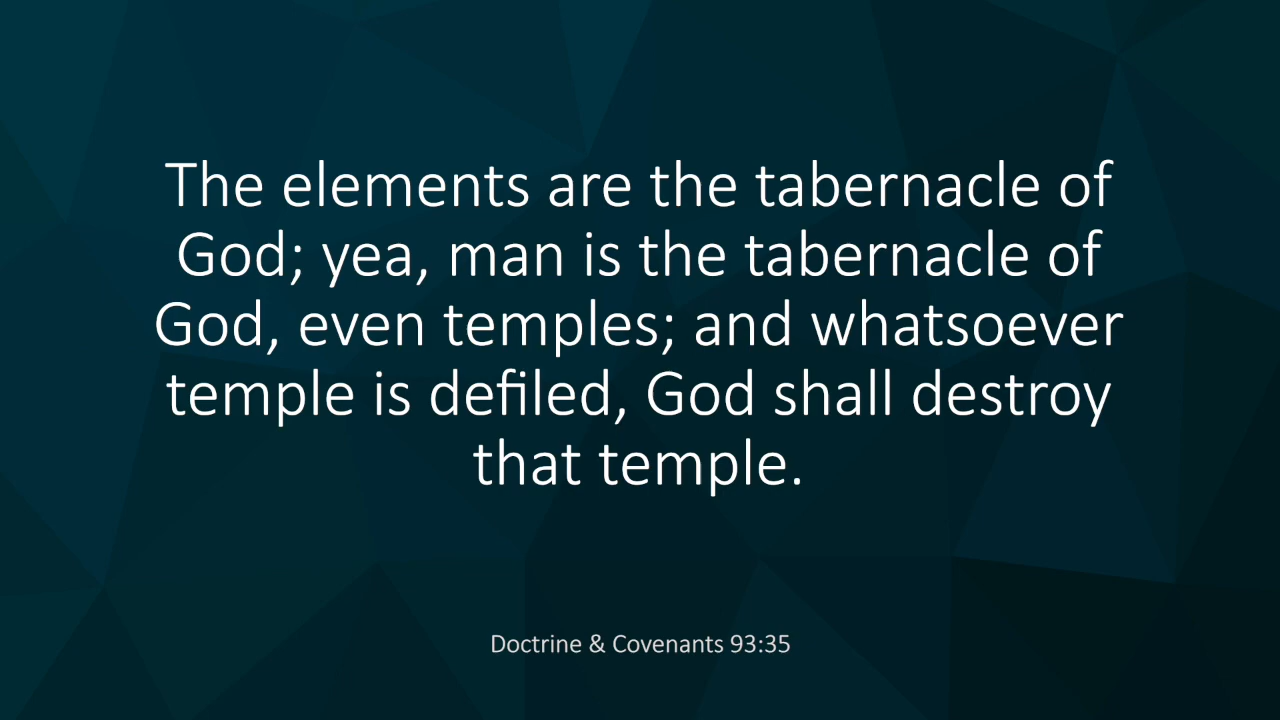 The elements are the tabernacle of
God; yea, man is the tabernacle of
God, even temples; and whatsoever
temple is defiled, God shall destroy
that temple.
Doctrine & Covenants 93:35